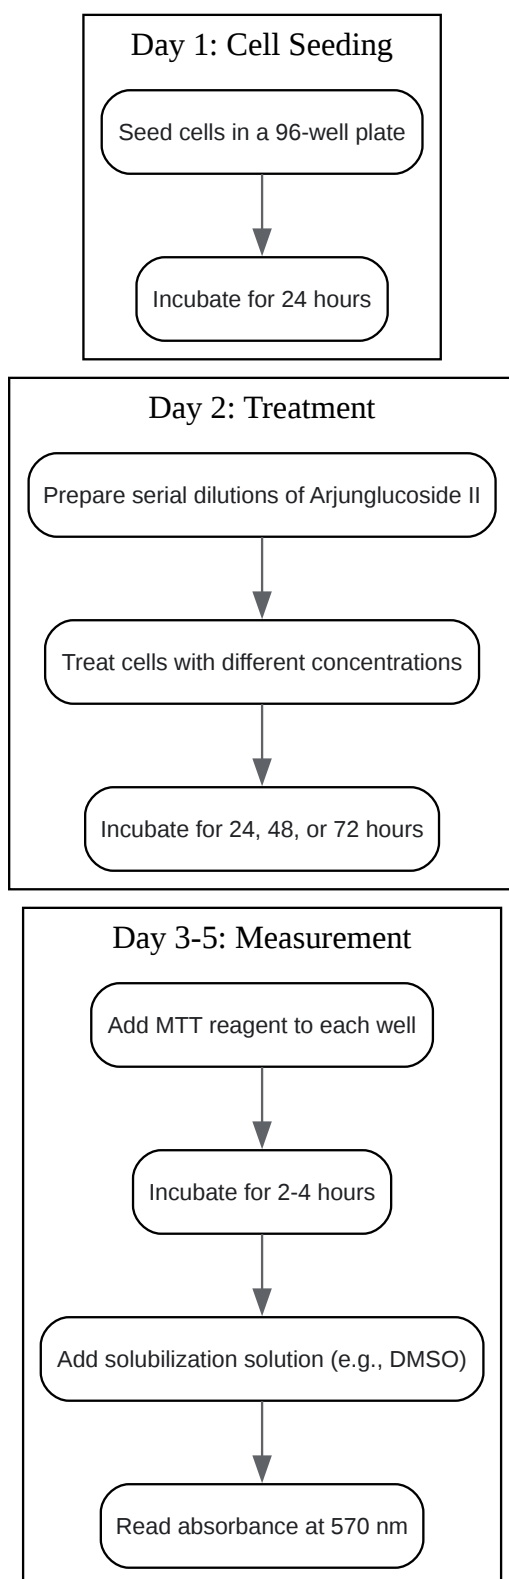 Day 1: Cell Seeding
Seed cells in a 96-well plate
Incubate for 24 hours
Day 2: Treatment
Prepare serial dilutions of Arjunglucoside II
Treat cells with different concentrations
Incubate for 24, 48, or 72 hours
Day 3-5: Measurement
Add MTT reagent to each well
Incubate for 2-4 hours
Add solubilization solution (e.g., DMSO)
Read absorbance at 570 nm